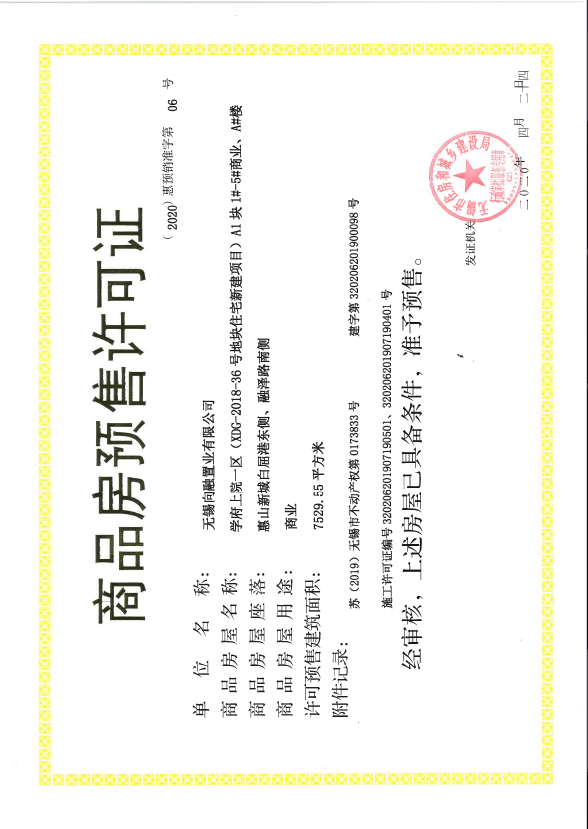 商品房预售许可证
（2020）惠预销准字第 06 号
单位名称：无锡向融置业有限公司
商品房屋名称：学府上院一区（XDG-2018-36 号地块住宅新建项目）A1 块 1#-5#商业、A#楼
商品房屋座落：惠山新城白屈港东侧、融泽路南侧
商品房屋用途：商业
许可预售建筑面积：7529.55 平方米
附件记录：
苏（2019）无锡市不动产权第 0173833 号 建字第 320206201900098 号
施工许可证编号 320206201907190501、320206201907190401 号
经审核，上述房屋已具备条件，准予预售。
发证机关
无锡市住房和城乡建设局
二〇二〇年 四月 二十四